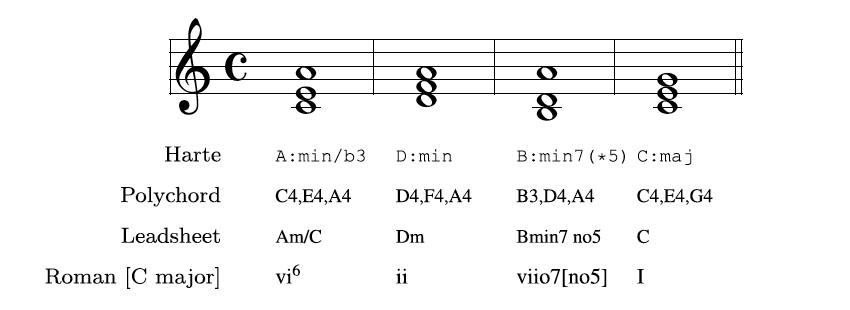 Harte A:min/b3 D:min B:min7(*5) C:maj
Polychord C4,E4,A4 D4,F4,A4 B3,D4,A4 C4,E4,G4
Leadsheet Am/C Dm Bmin7 no5 C
Roman [C major] vi⁶ ii viio7[no5] I